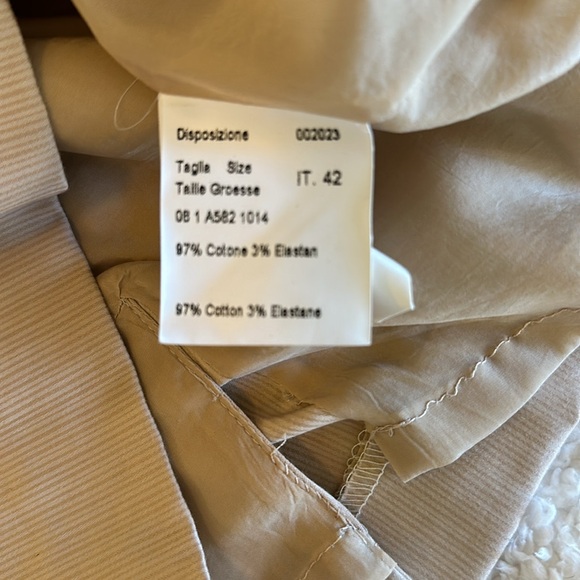 Disposizione 002023
Taglia Size
Taille Groesse IT. 42
08 1 A582 1014
97% Cotone 3% Elastan
97% Cotton 3% Elastane